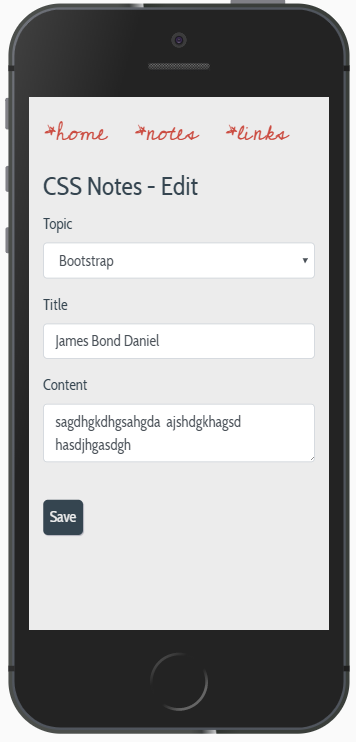 *home *notes *links
CSS Notes - Edit
Topic
Bootstrap
Title
James Bond Daniel
Content
sagdhgkdhgsahgda ajshdgkhagsd
hasdjhgasdgh
Save